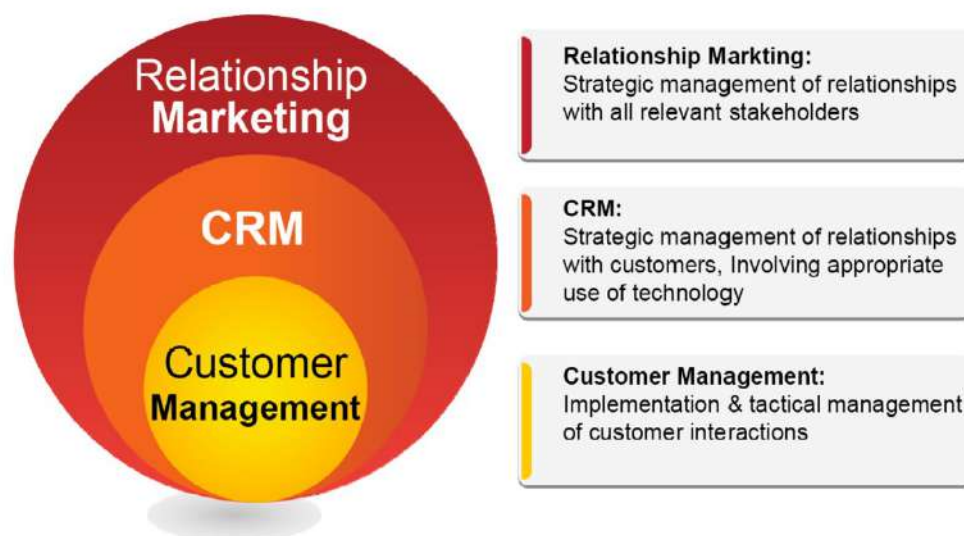 Relationship
Marketing
CRM
Customer
Management
Relationship Markting:
Strategic management of relationships
with all relevant stakeholders
CRM:
Strategic management of relationships
with customers, Involving appropriate
use of technology
Customer Management:
Implementation & tactical management
of customer interactions